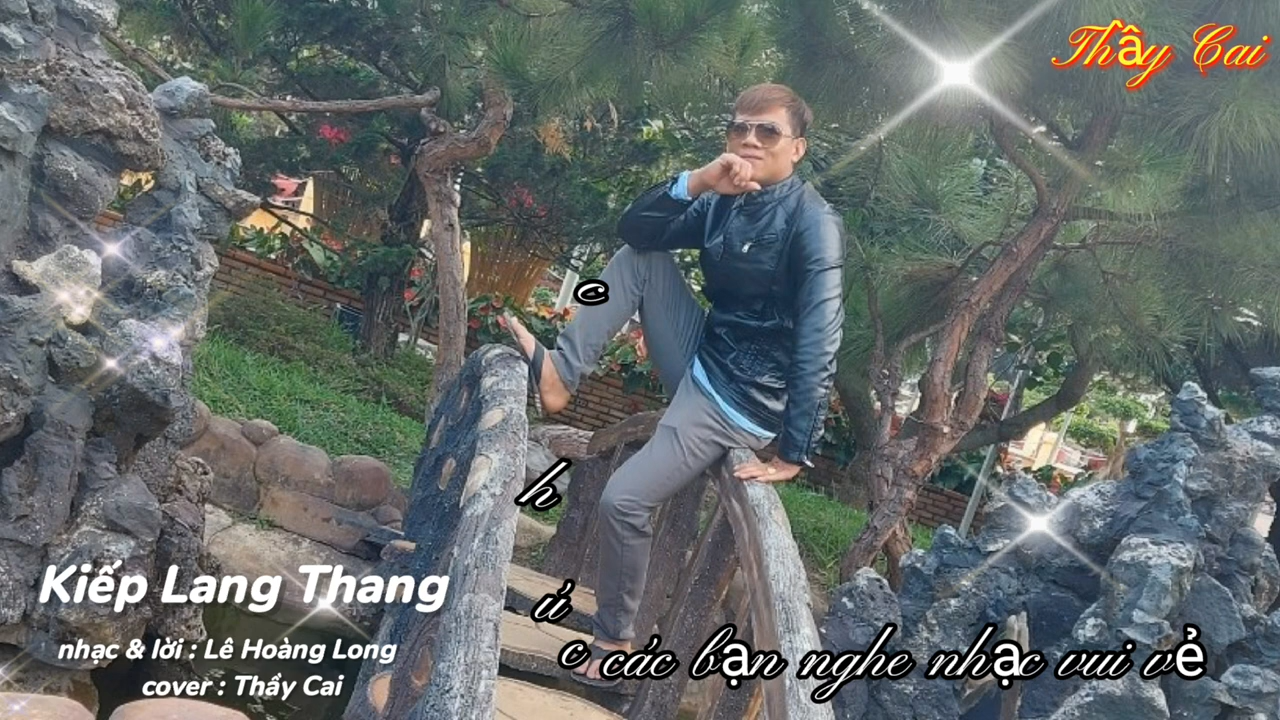 Thầy Cai
Kiếp Lang Thang
nhạc & lời : Lê Hoàng Long
cover : Thầy Cai
chúc các bạn nghe nhạc vui vẻ